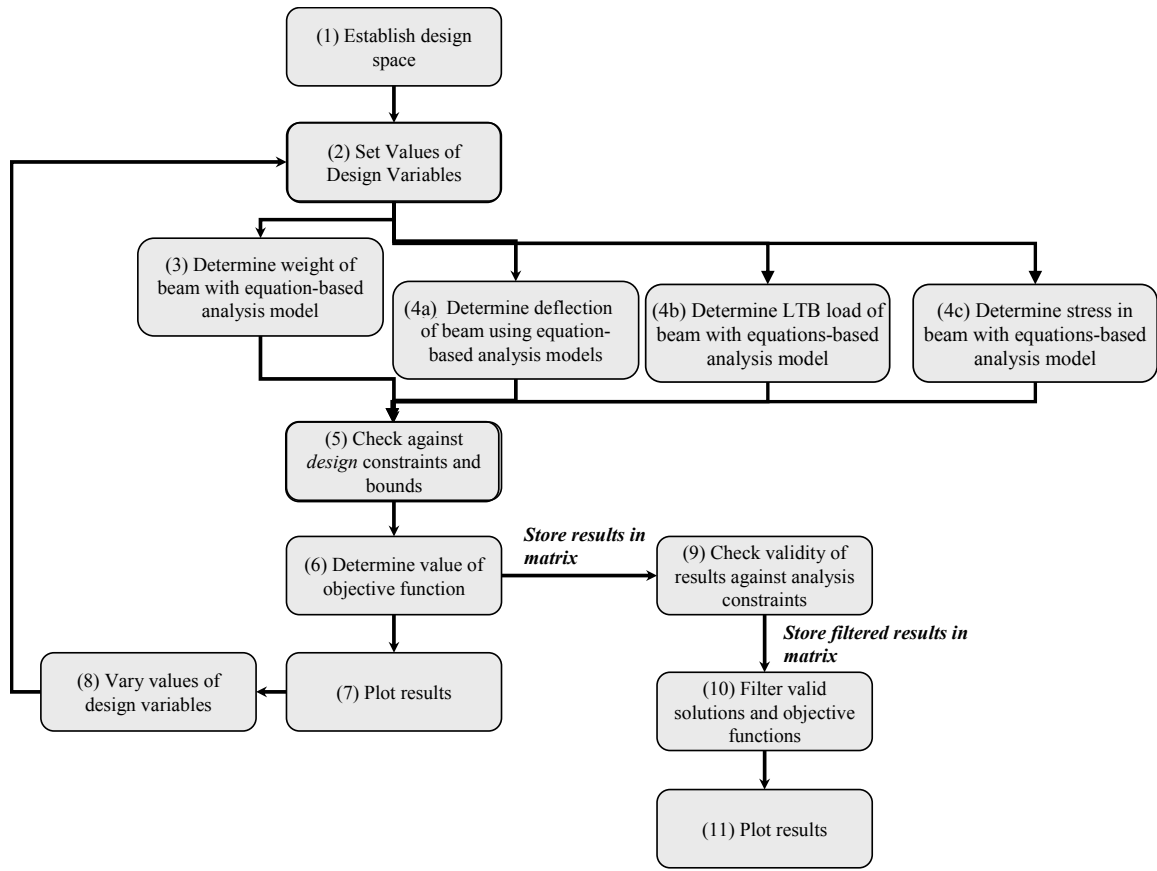 (1) Establish design
space
(2) Set Values of
Design Variables
(3) Determine weight of
beam with equation-based
analysis model
(4a)  Determine deflection
of beam using equation-
based analysis models
(4b) Determine LTB load of
beam with equations-based
analysis model
(4c) Determine stress in
beam with equations-based
analysis model
(5) Check against
design constraints and
bounds
(6) Determine value of
objective function
Store results in
matrix
(9) Check validity of
results against analysis
constraints
Store filtered results in
matrix
(8) Vary values of
design variables
(7) Plot results
(10) Filter valid
solutions and objective
functions
(11) Plot results